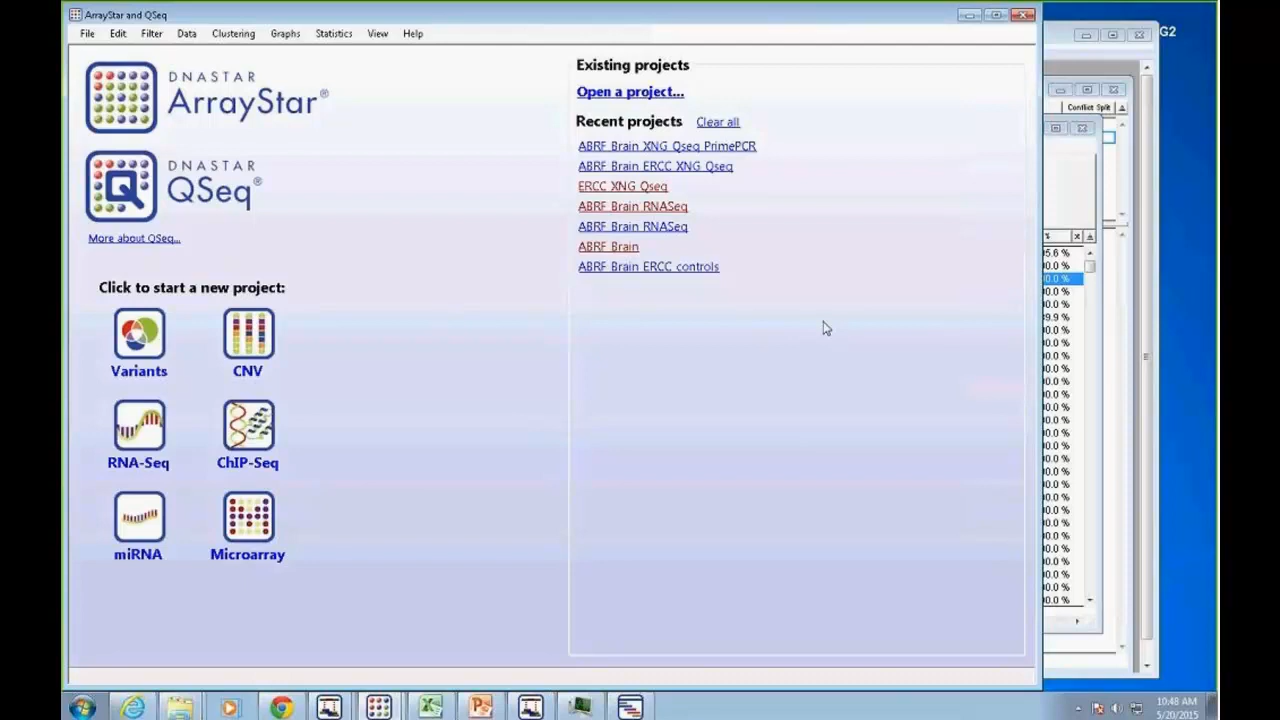 ArrayStar and QSeq
File Edit Filter Data Clustering Graphs Statistics View Help
DNASTAR
ArrayStar®
DNASTAR
QSeq®
More about QSeq...
Click to start a new project:
Variants CNV
RNA-Seq ChIP-Seq
miRNA Microarray
Existing projects
Open a project...
Recent projects Clear all
ABRF Brain XNG Qseq PrimePCR
ABRF Brain ERCC XNG Qseq
ERCC XNG Qseq
ABRF Brain RNASeq
ABRF Brain RNASeq
ABRF Brain
ABRF Brain ERCC controls
G2
Conflict Split
10:48 AM
5/20/2015